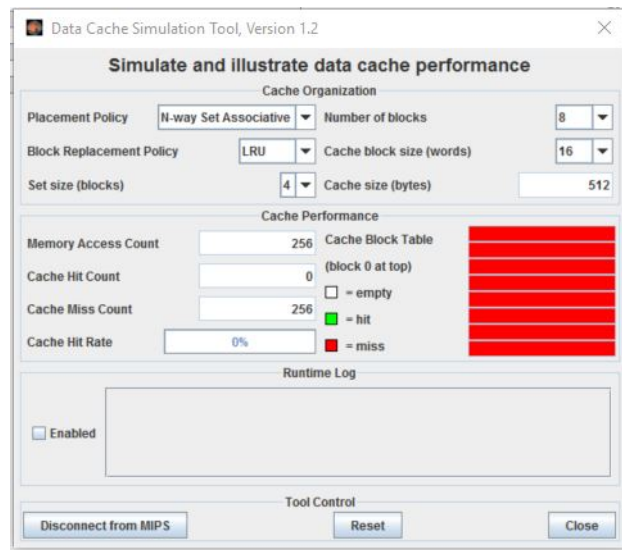 Data Cache Simulation Tool, Version 1.2
Simulate and illustrate data cache performance
Cache Organization
Placement Policy N-way Set Associative Number of blocks 8
Block Replacement Policy LRU Cache block size (words) 16
Set size (blocks) 4 Cache size (bytes) 512
Cache Performance
Memory Access Count 256 Cache Block Table
(block 0 at top)
Cache Hit Count 0
= empty
Cache Miss Count 256
= hit
Cache Hit Rate 0%
= miss
Runtime Log
Enabled
Tool Control
Disconnect from MIPS Reset Close